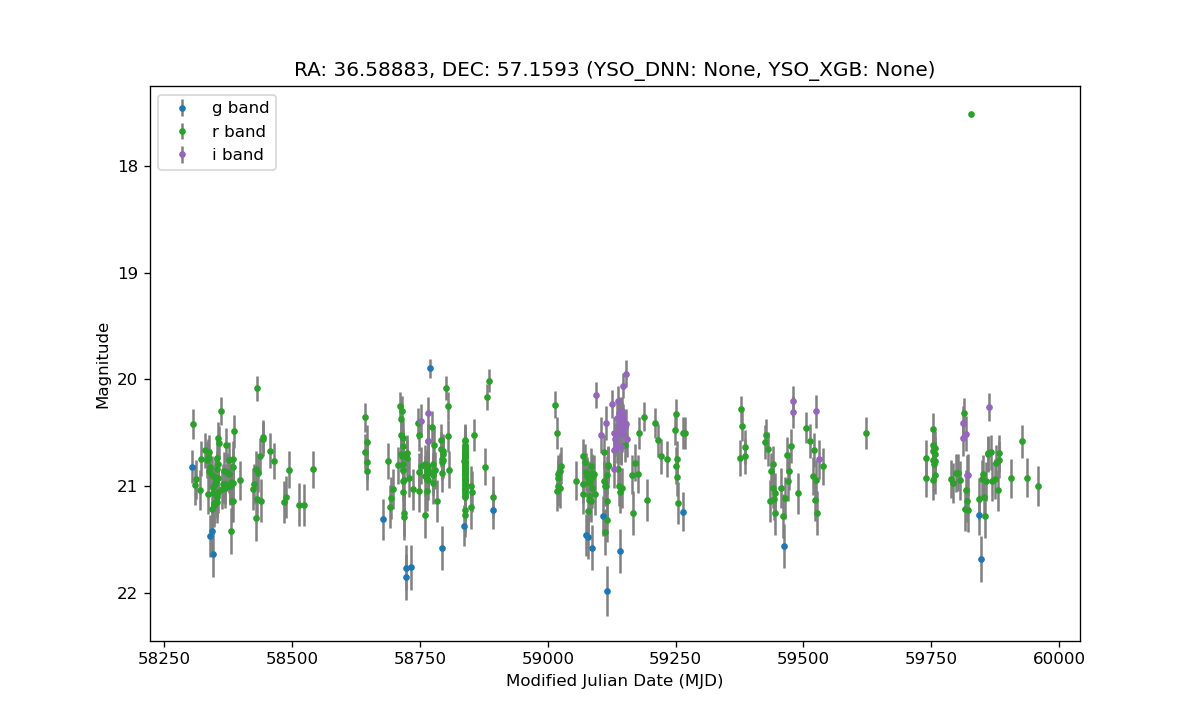 RA: 36.58883, DEC: 57.1593 (YSO_DNN: None, YSO_XGB: None)
g band
r band
i band
18
19
20
21
22
Magnitude
58250 58500 58750 59000 59250 59500 59750 60000
Modified Julian Date (MJD)